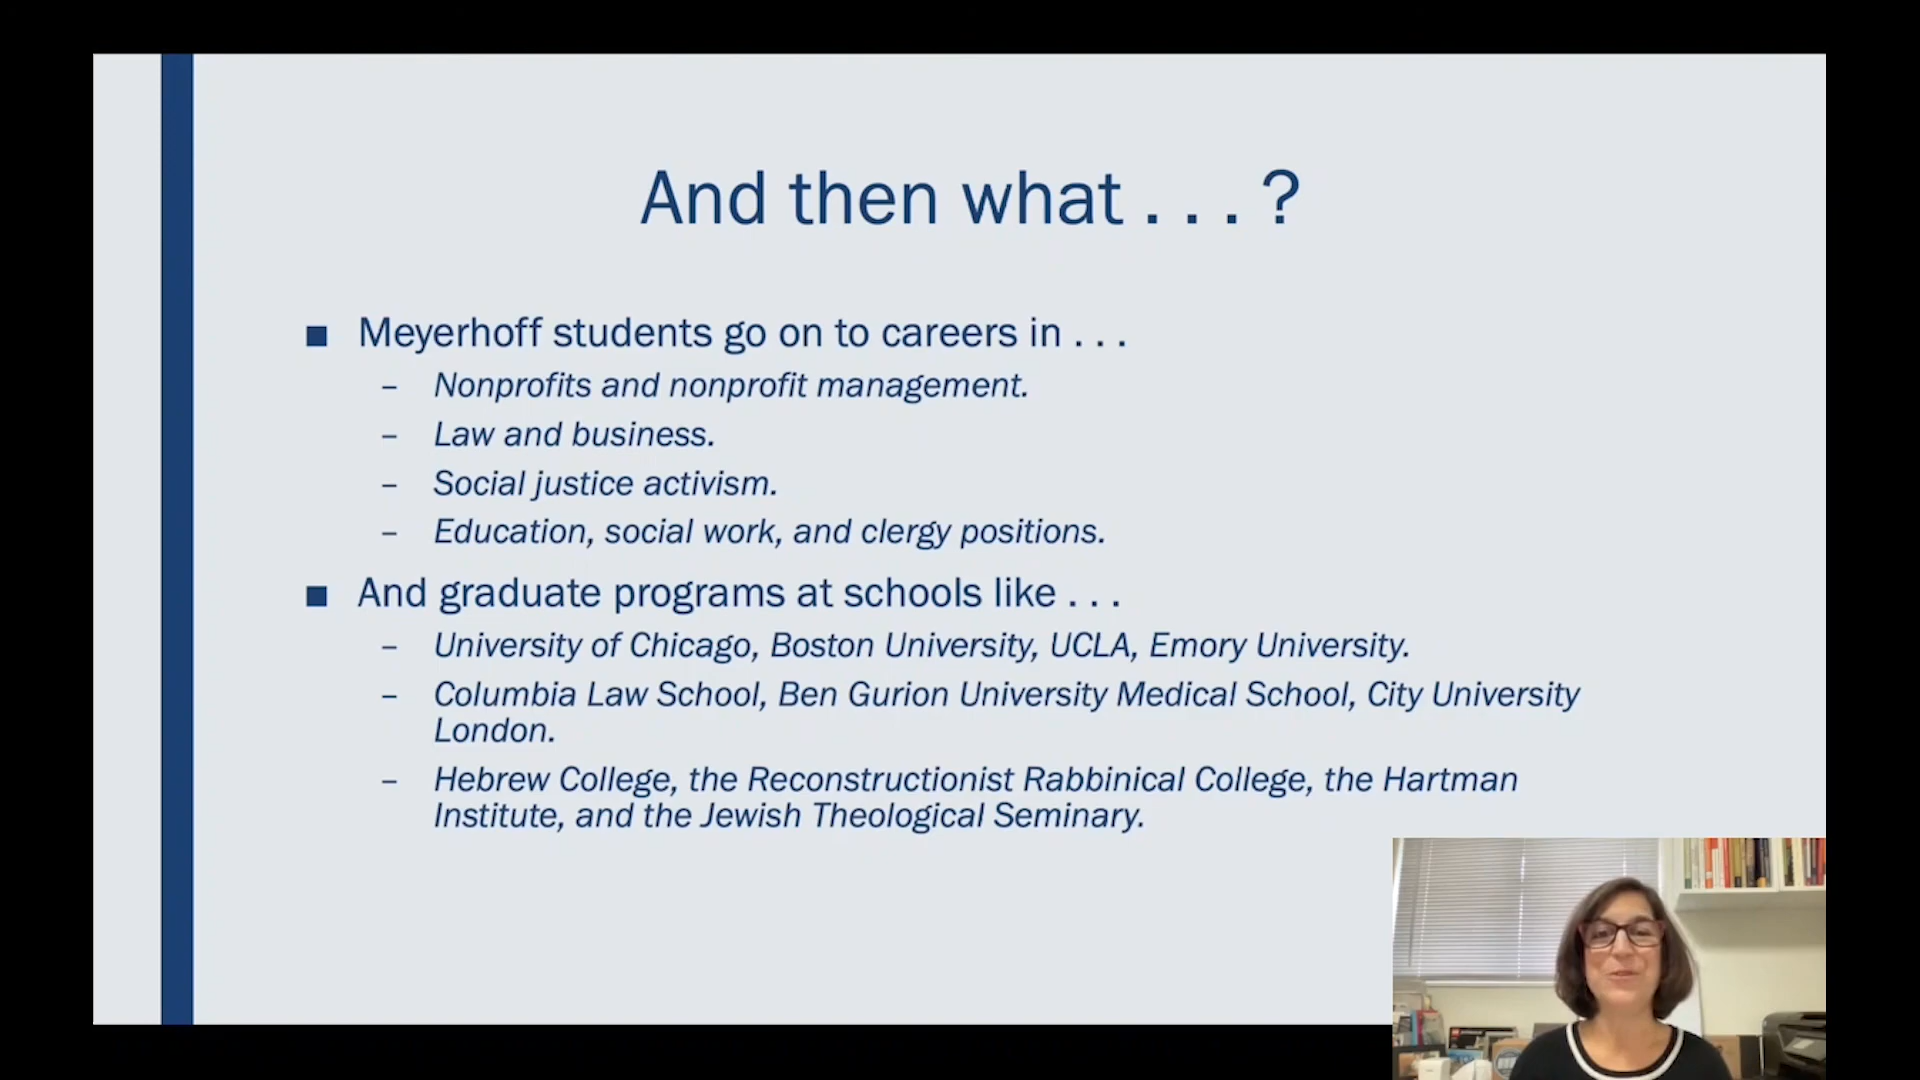 And then what . . . ?
■ Meyerhoff students go on to careers in . . .
– Nonprofits and nonprofit management.
– Law and business.
– Social justice activism.
– Education, social work, and clergy positions.
■ And graduate programs at schools like . . .
– University of Chicago, Boston University, UCLA, Emory University.
– Columbia Law School, Ben Gurion University Medical School, City University
London.
– Hebrew College, the Reconstructionist Rabbinical College, the Hartman
Institute, and the Jewish Theological Seminary.